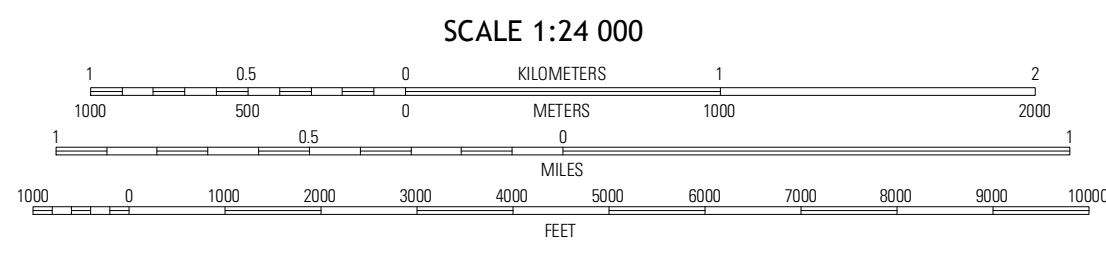 SCALE 1:24 000
1 0.5 0 KILOMETERS 1 2
1000 500 0 METERS 1000 2000
1 0.5 0 1
MILES
1000 0 1000 2000 3000 4000 5000 6000 7000 8000 9000 10000
FEET